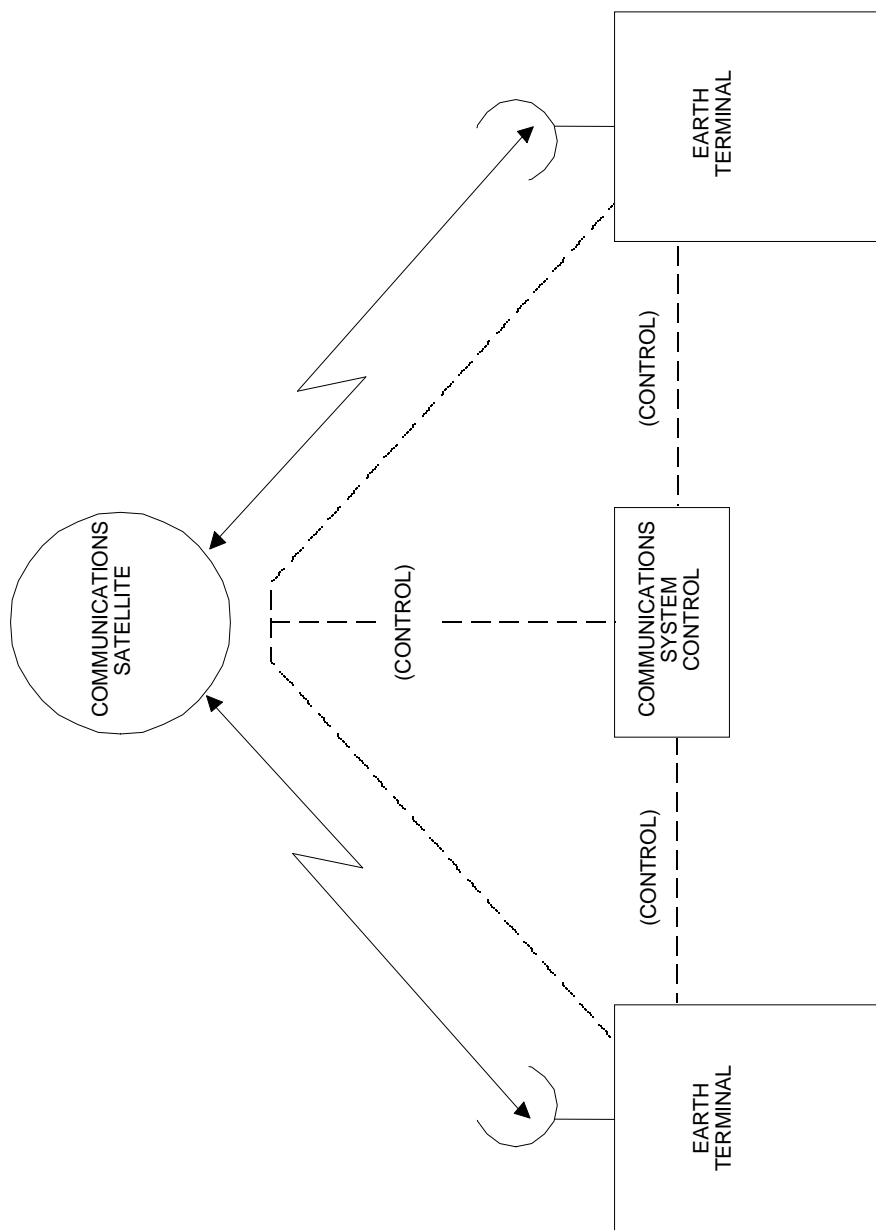 COMMUNICATIONS
SATELLITE
(CONTROL)
EARTH
TERMINAL
(CONTROL)
COMMUNICATIONS
SYSTEM
CONTROL
(CONTROL)
EARTH
TERMINAL